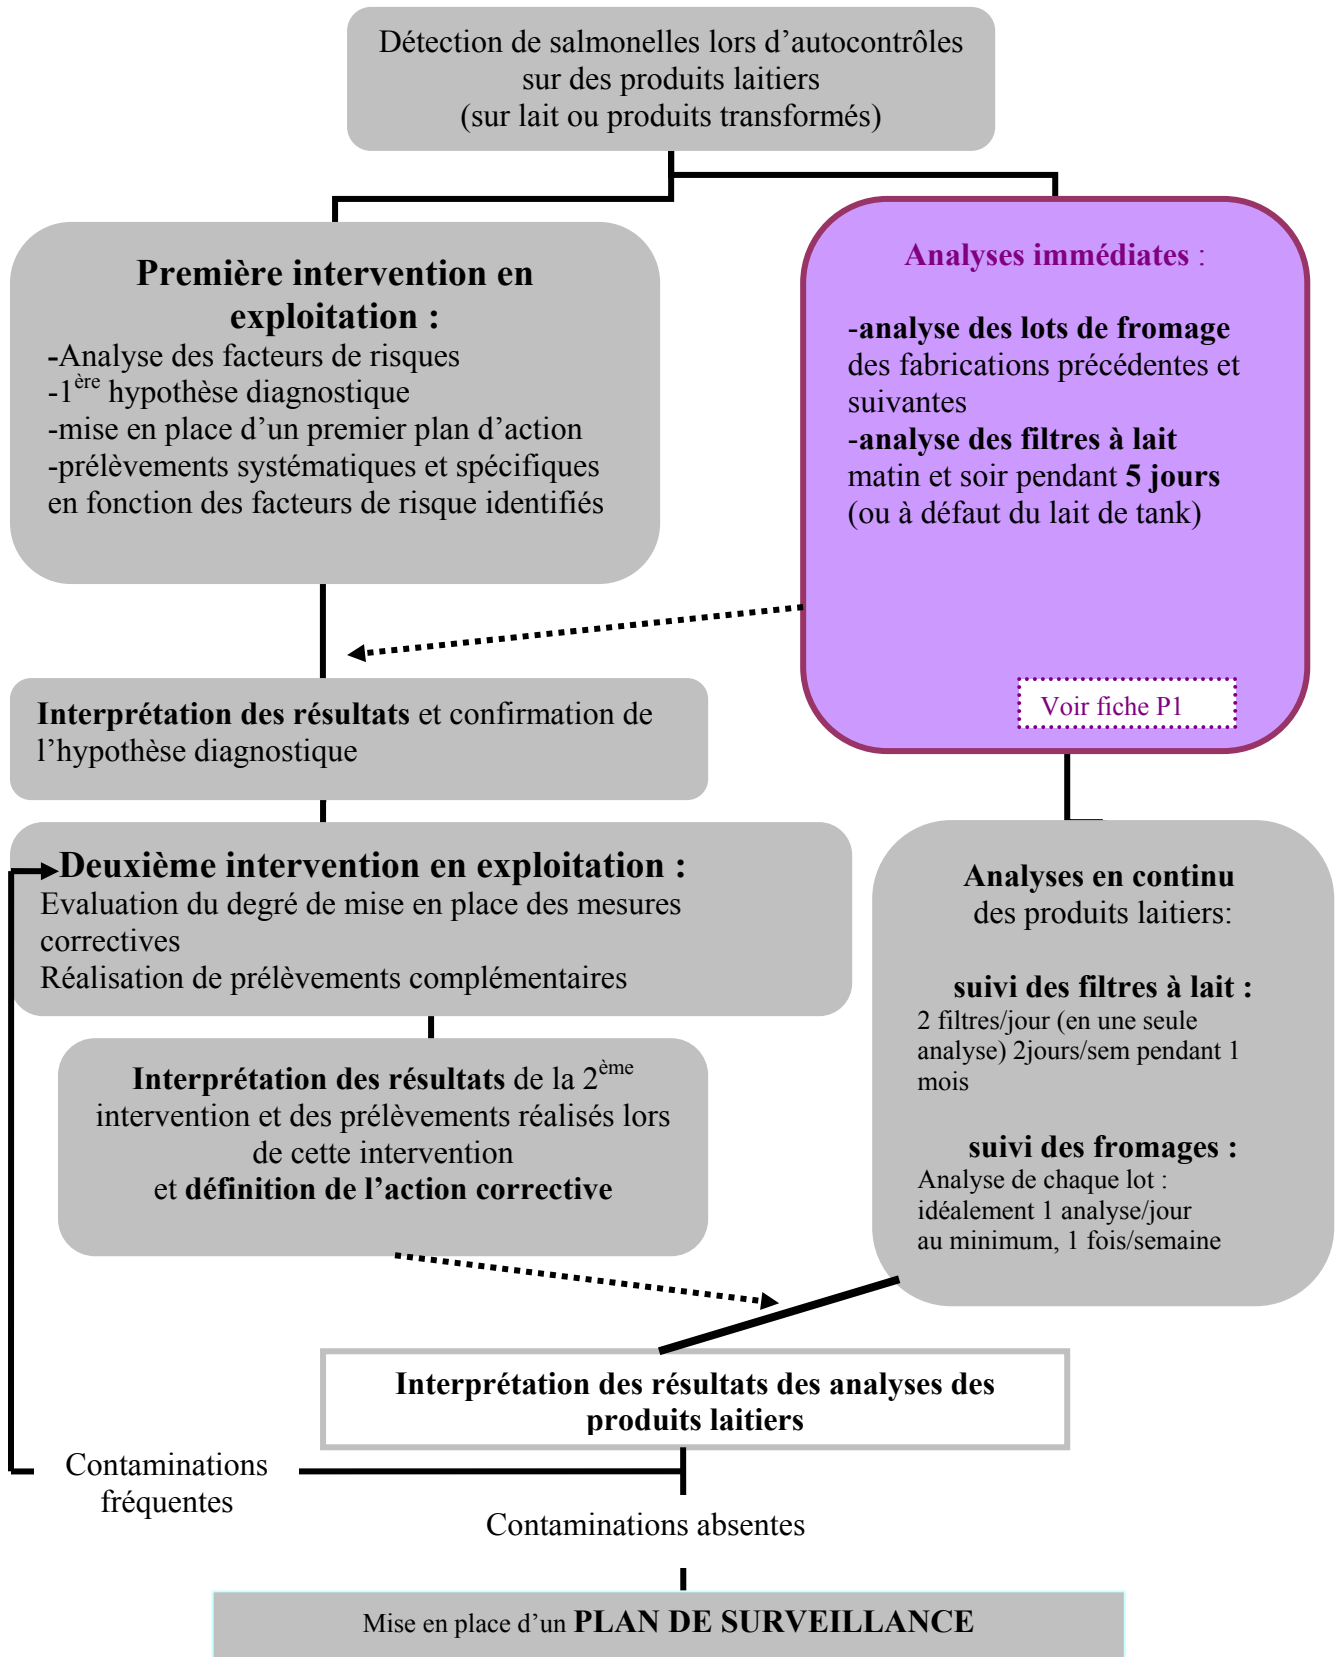 Détection de salmonelles lors d'autocontrôles
sur des produits laitiers
(sur lait ou produits transformés)
Première intervention en
exploitation :
-Analyse des facteurs de risques
-1ère hypothèse diagnostique
-mise en place d'un premier plan d'action
-prélèvements systématiques et spécifiques
en fonction des facteurs de risque identifiés
Analyses immédiates :
-analyse des lots de fromage
des fabrications précédentes et
suivantes
-analyse des filtres à lait
matin et soir pendant 5 jours
(ou à défaut du lait de tank)
Voir fiche P1
Interprétation des résultats et confirmation de
l'hypothèse diagnostique
Deuxième intervention en exploitation :
Evaluation du degré de mise en place des mesures
correctives
Réalisation de prélèvements complémentaires
Analyses en continu
des produits laitiers:
suivi des filtres à lait :
2 filtres/jour (en une seule
analyse) 2jours/sem pendant 1
mois
suivi des fromages :
Analyse de chaque lot :
idéalement 1 analyse/jour
au minimum, 1 fois/semaine
Interprétation des résultats de la 2ème
intervention et des prélèvements réalisés lors
de cette intervention
et définition de l'action corrective
Interprétation des résultats des analyses des
produits laitiers
Contaminations
fréquentes
Contaminations absentes
Mise en place d'un PLAN DE SURVEILLANCE